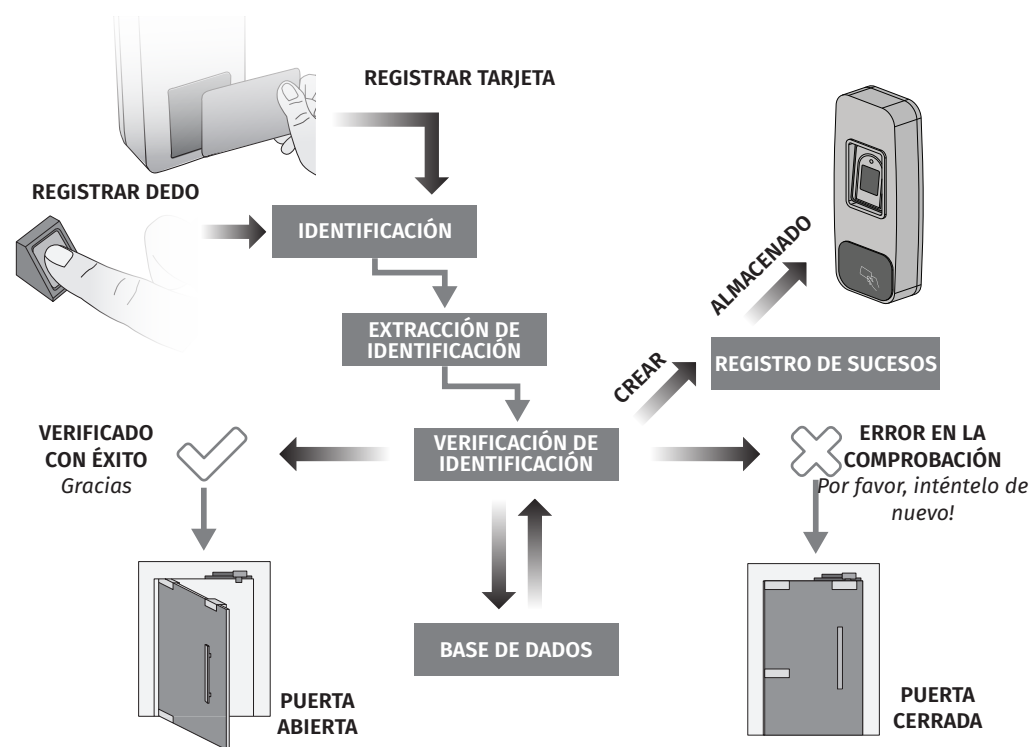 REGISTRAR TARJETA
REGISTRAR DEDO
IDENTIFICACIÓN
ALMACENADO
EXTRACCIÓN DE
IDENTIFICACIÓN
CREAR
REGISTRO DE SUCESOS
VERIFICADO
CON ÉXITO
Gracias
VERIFICACIÓN DE
IDENTIFICACIÓN
ERROR EN LA
COMPROBACIÓN
Por favor, inténtelo de
nuevo!
BASE DE DADOS
PUERTA
ABIERTA
PUERTA
CERRADA